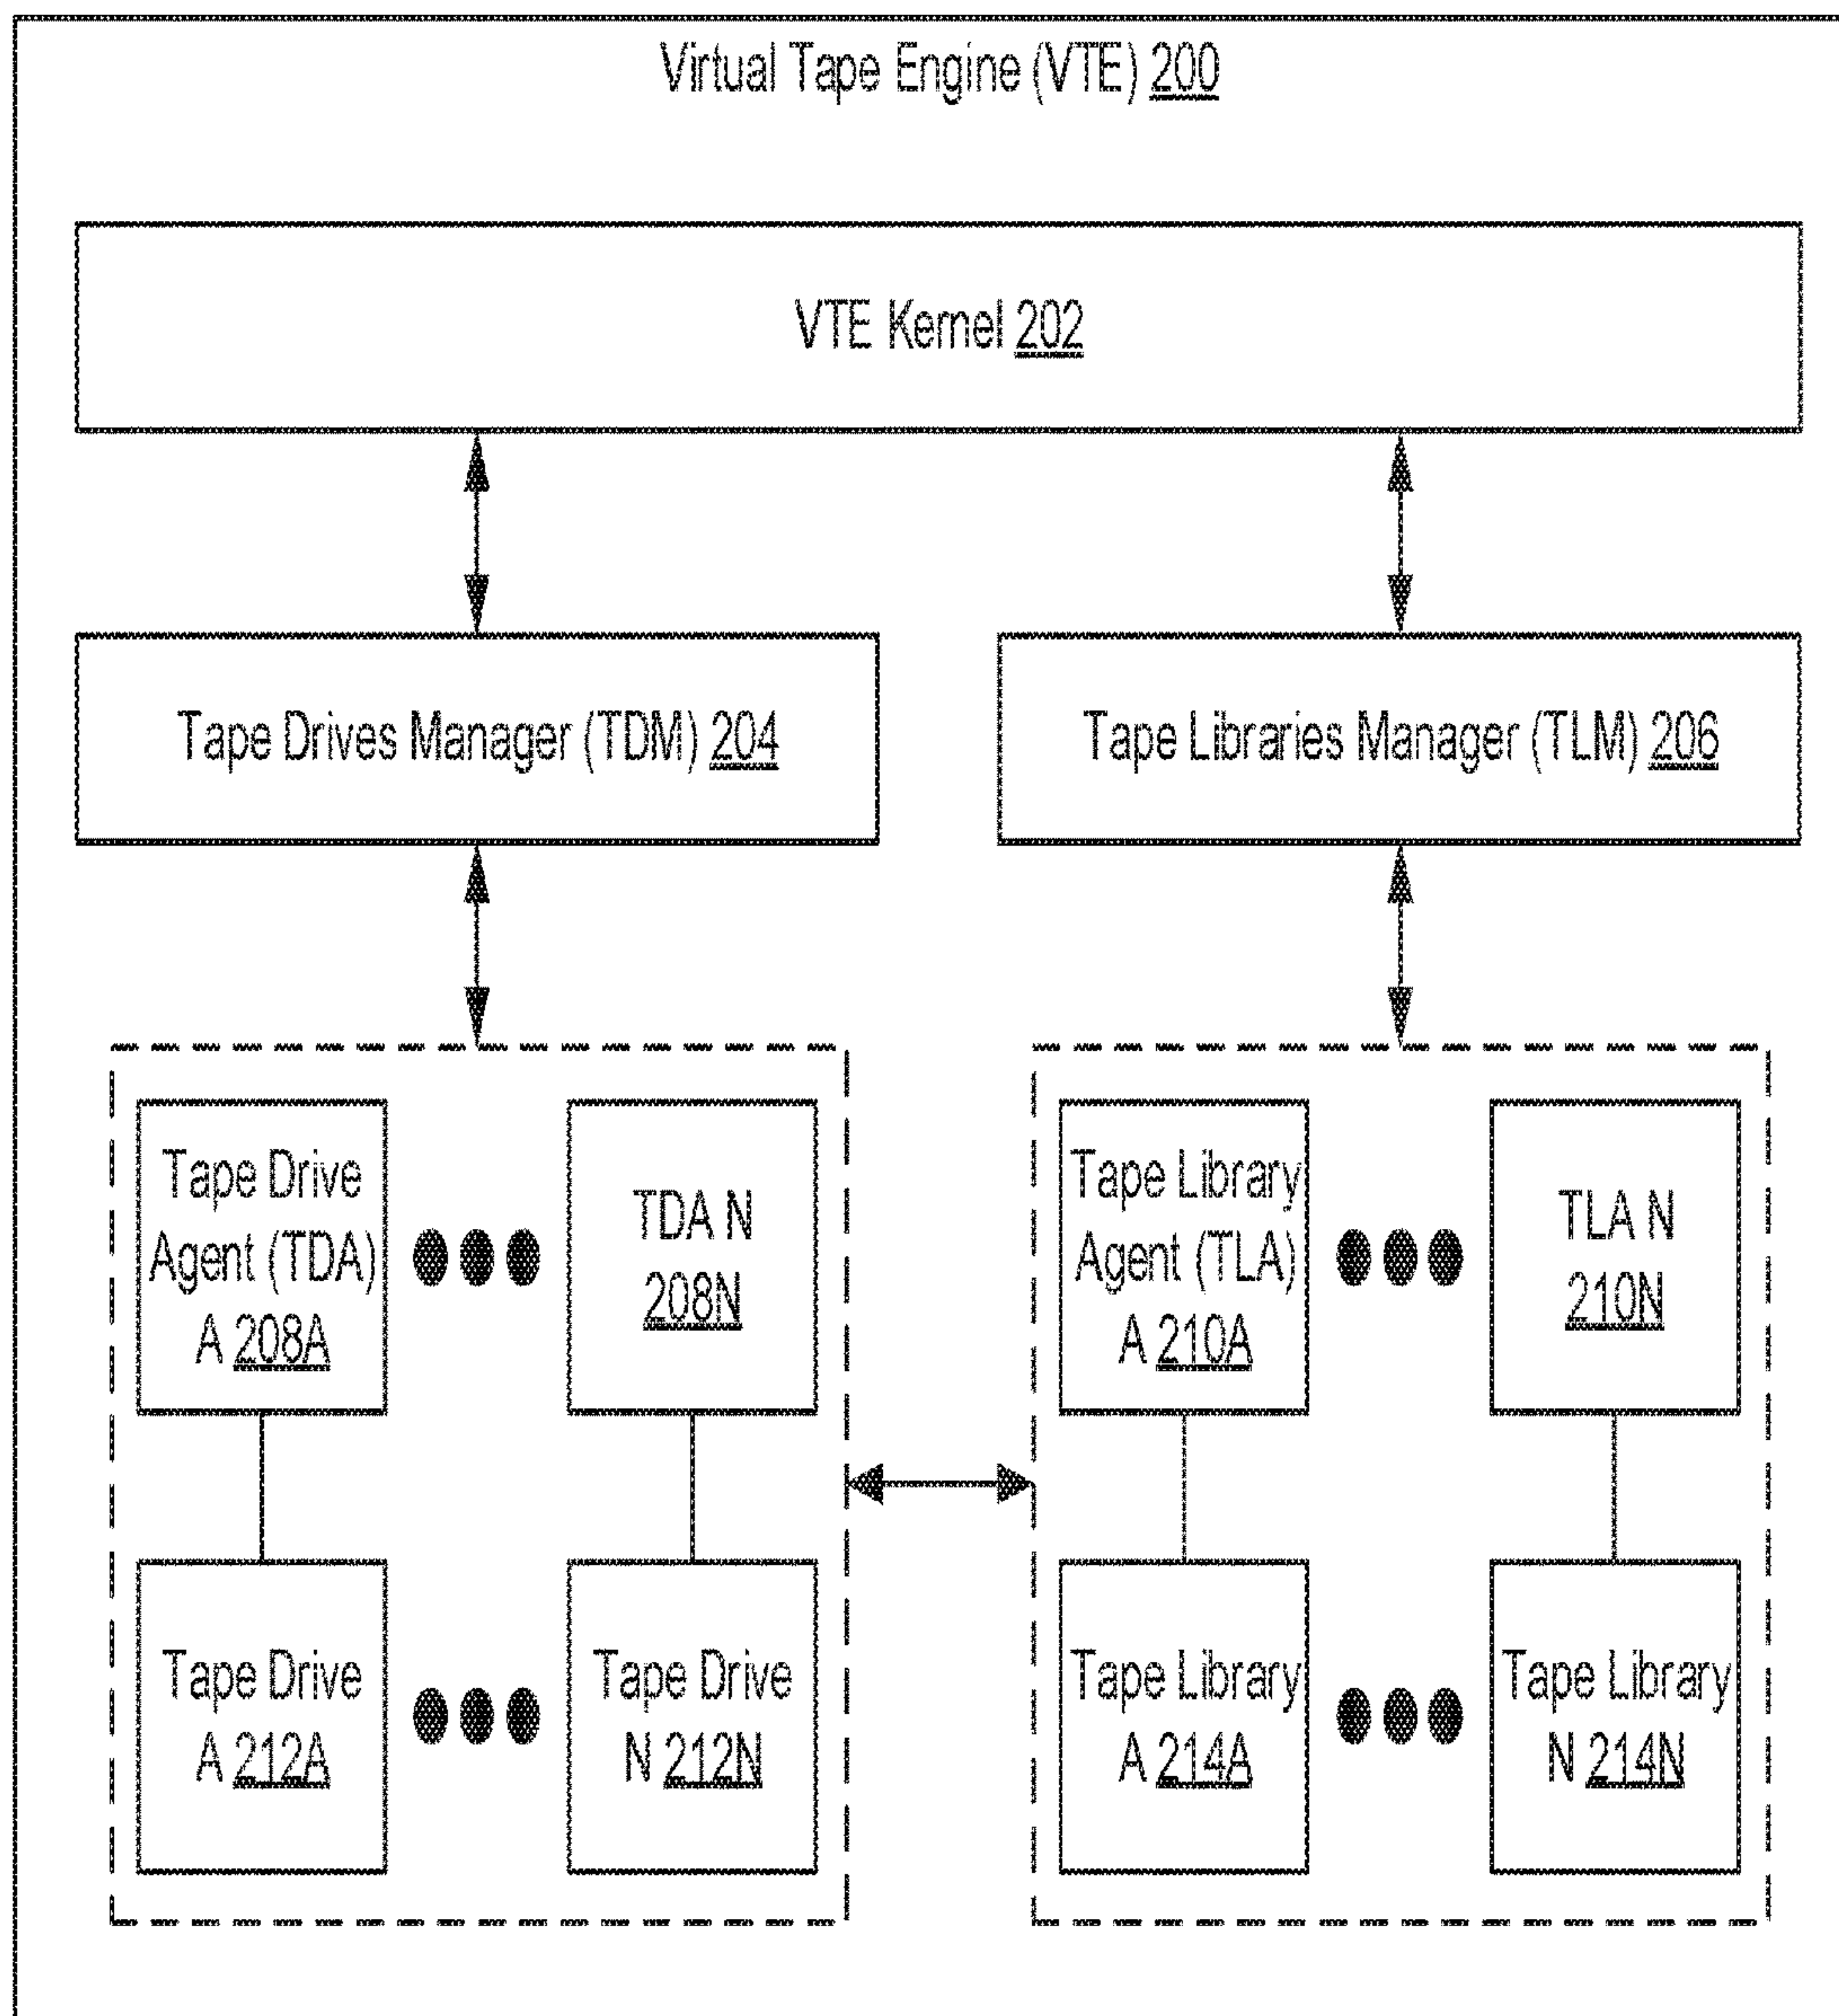 Virtual Tape Engine (VTE) 200
VTE Kernel 202
Tape Drives Manager (TDM) 204
Tape Libraries Manager (TLM) 206
Tape Drive
Agent (TDA)
A 208A
TDA N
208N
Tape Library
Agent (TLA)
A 210A
TLA N
210N
Tape Drive
A 212A
Tape Drive
N 212N
Tape Library
A 214A
Tape Library
N 214N